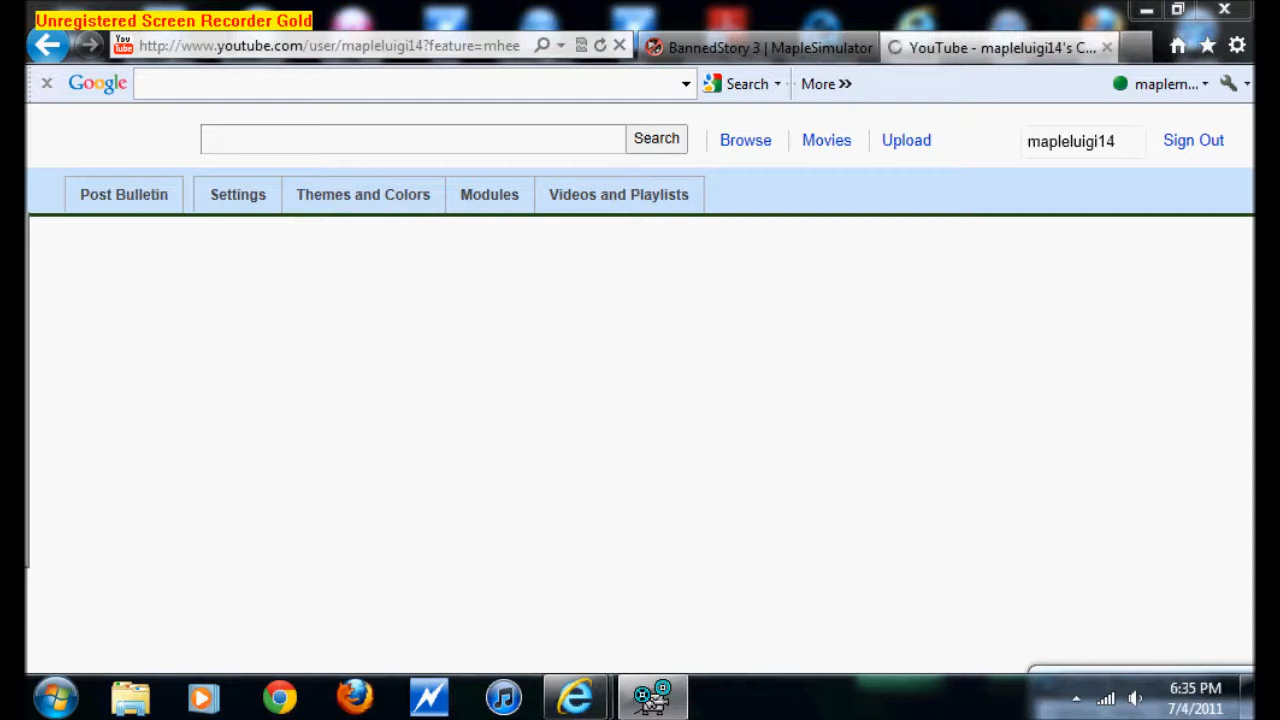 Unregistered Screen Recorder Gold
You Tube http://www.youtube.com/user/mapleluigi14?feature=mhee
BannedStory 3 | MapleSimulator
YouTube - mapleluigi14's C...
x Google
Search
More »
maplem...
Search
Browse
Movies
Upload
mapleluigi14
Sign Out
Post Bulletin
Settings
Themes and Colors
Modules
Videos and Playlists
6:35 PM
7/4/2011